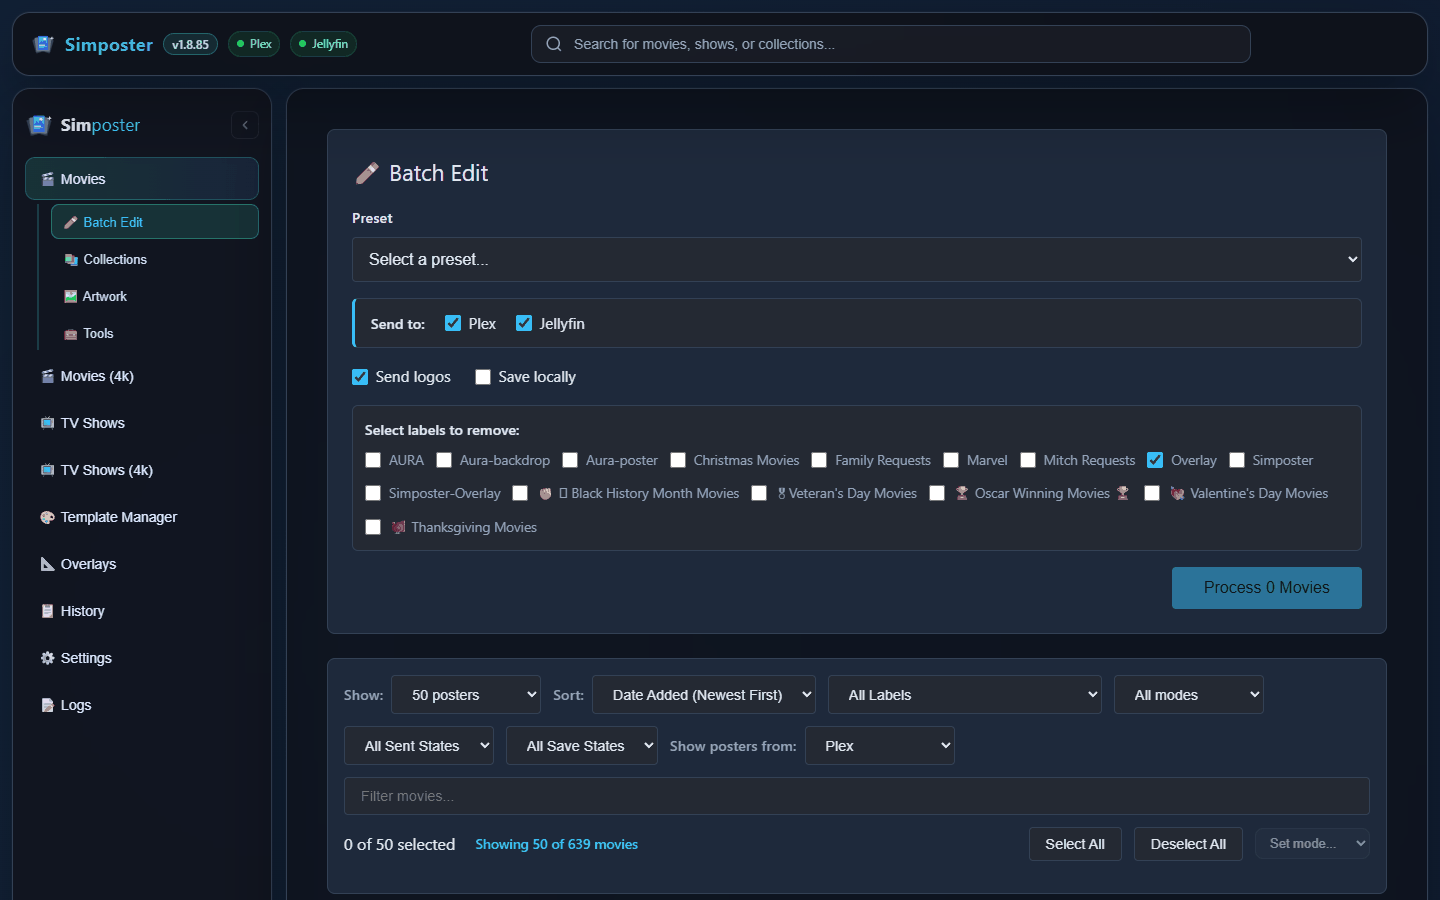 Simposter v1.8.85 Plex Jellyfin Search for movies, shows, or collections...
Simposter
Movies
Batch Edit
Collections
Artwork
Tools
Movies (4k)
TV Shows
TV Shows (4k)
Template Manager
Overlays
History
Settings
Logs
Batch Edit
Preset
Select a preset...
Send to: Plex Jellyfin
Send logos Save locally
Select labels to remove:
AURA Aura-backdrop Aura-poster Christmas Movies Family Requests Marvel Mitch Requests Overlay Simposter
Simposter-Overlay Black History Month Movies Veteran's Day Movies Oscar Winning Movies Valentine's Day Movies
Thanksgiving Movies
Process 0 Movies
Show: 50 posters Sort: Date Added (Newest First) All Labels All modes
All Sent States All Save States Show posters from: Plex
Filter movies...
0 of 50 selected Showing 50 of 639 movies Select All Deselect All Set mode...